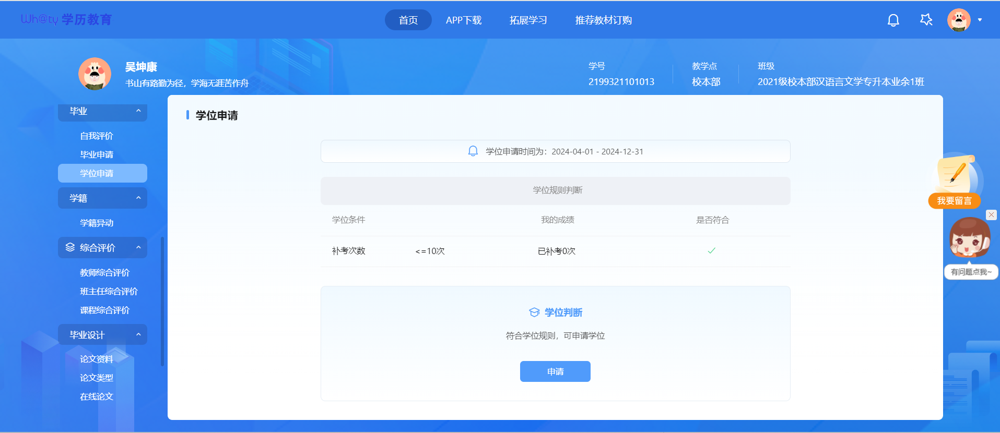 Wh@ty 学历教育
首页
APP下载
拓展学习
推荐教材订购
吴坤康
书山有路勤为径，学海无涯苦作舟
学号
2199321101013
教学点
校本部
班级
2021级校本部汉语言文学专升本业余1班
毕业
自我评价
毕业申请
学位申请
学籍
学籍异动
综合评价
教师综合评价
班主任综合评价
课程综合评价
毕业设计
论文资料
论文类型
在线论文
学位申请
学位申请时间为：2024-04-01 - 2024-12-31
学位规则判断
学位条件 我的成绩 是否符合
补考次数 <=10次 已补考0次
学位判断
符合学位规则，可申请学位
申请
我要留言
有问题点我~